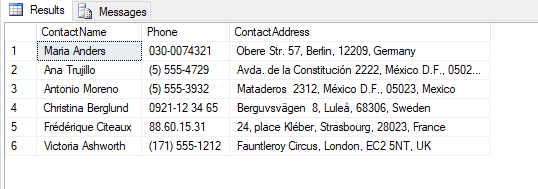 Results Messages
ContactName Phone ContactAddress
1 Maria Anders 030-0074321 Obere Str. 57, Berlin, 12209, Germany
2 Ana Trujillo (5) 555-4729 Avda. de la Constitución 2222, México D.F., 0502...
3 Antonio Moreno (5) 555-3932 Mataderos 2312, México D.F., 05023, Mexico
4 Christina Berglund 0921-12 34 65 Berguvsvägen 8, Luleå, 68306, Sweden
5 Frédérique Citeaux 88.60.15.31 24, place Kléber, Strasbourg, 28023, France
6 Victoria Ashworth (171) 555-1212 Fauntleroy Circus, London, EC2 5NT, UK